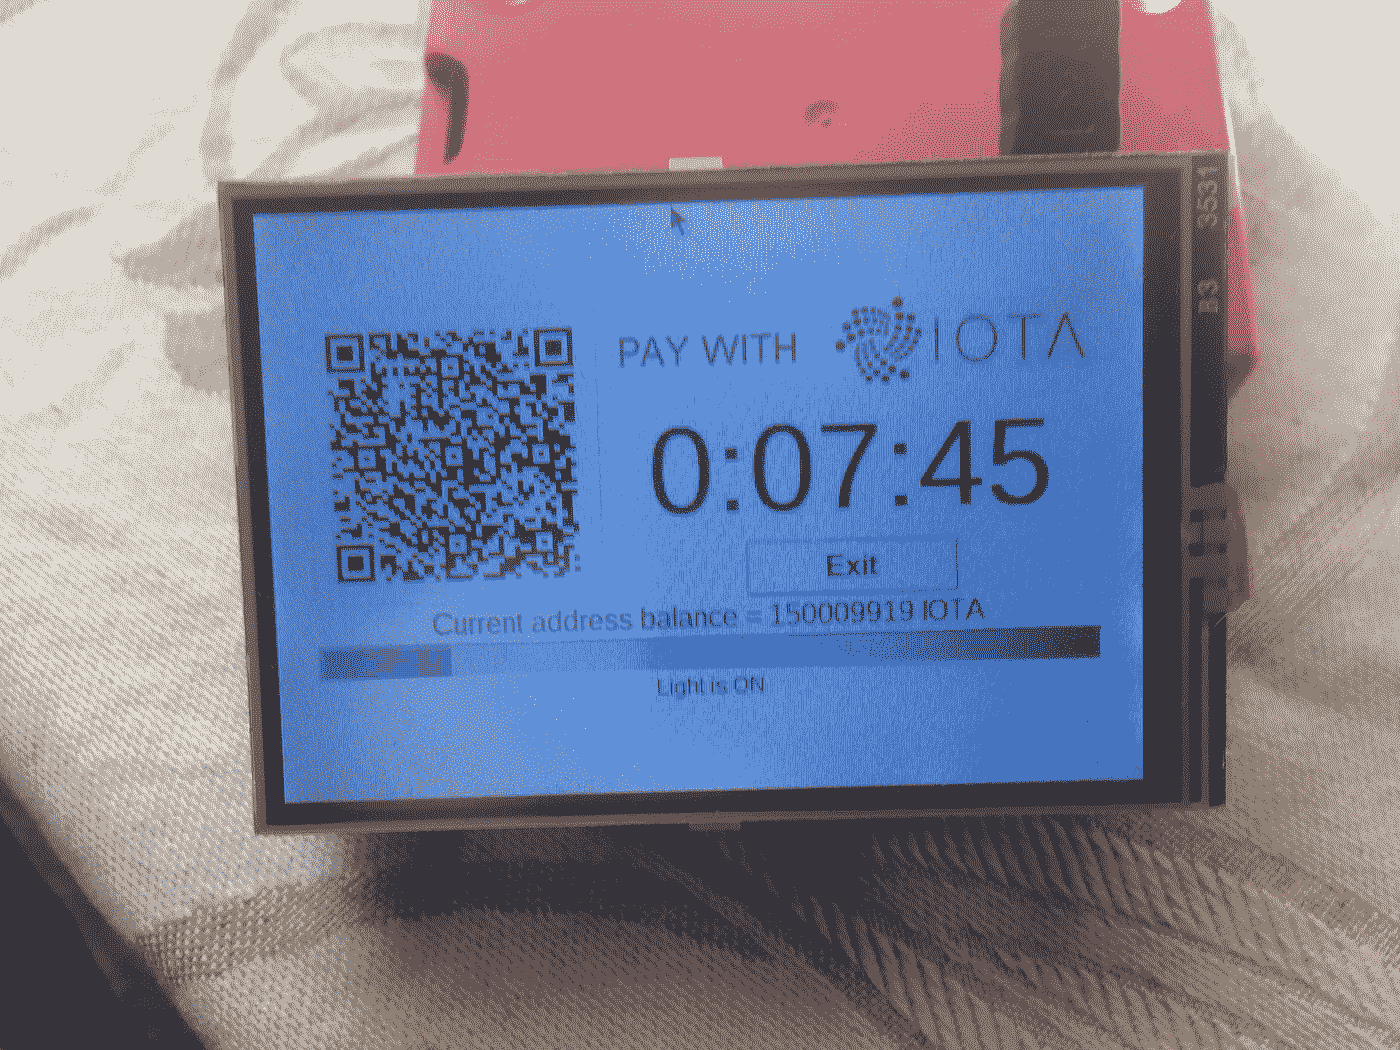 PAY WITH IOTA
0:07:45
Exit
Current address balance = 150009919 IOTA
Light is ON
B3 3531